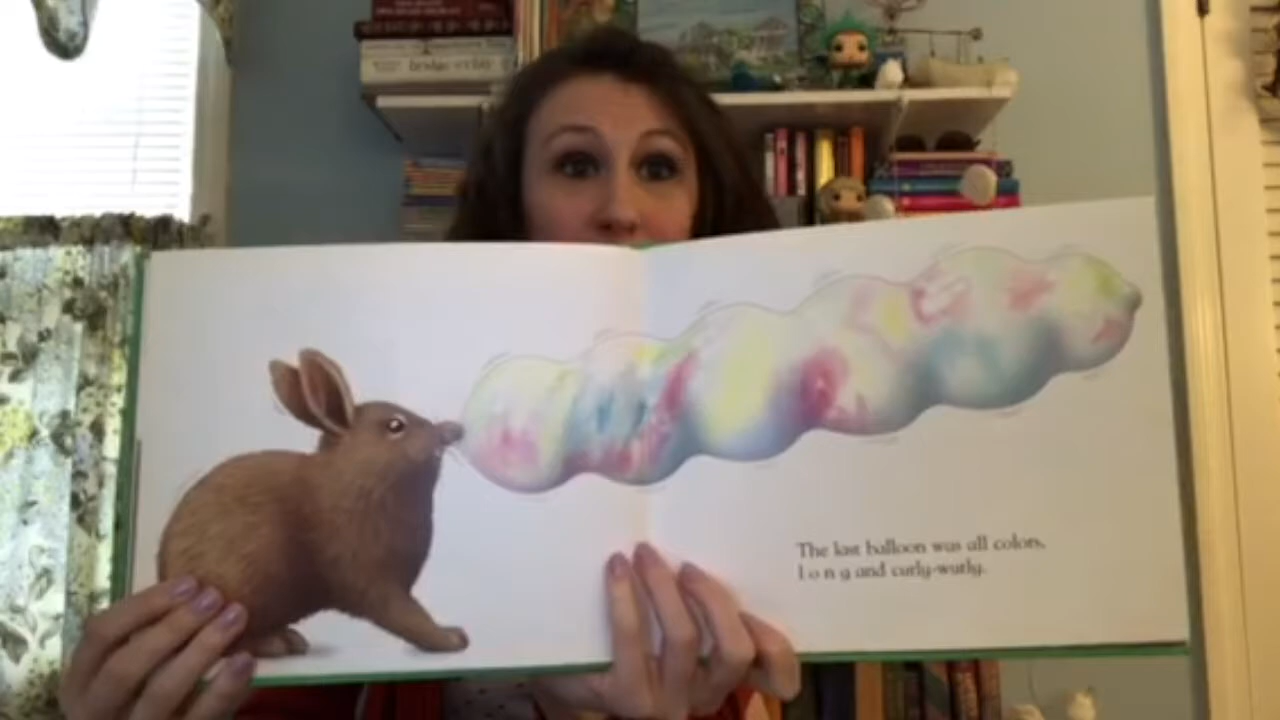 The last balloon was all colors,
l o n g and curly-wurly.